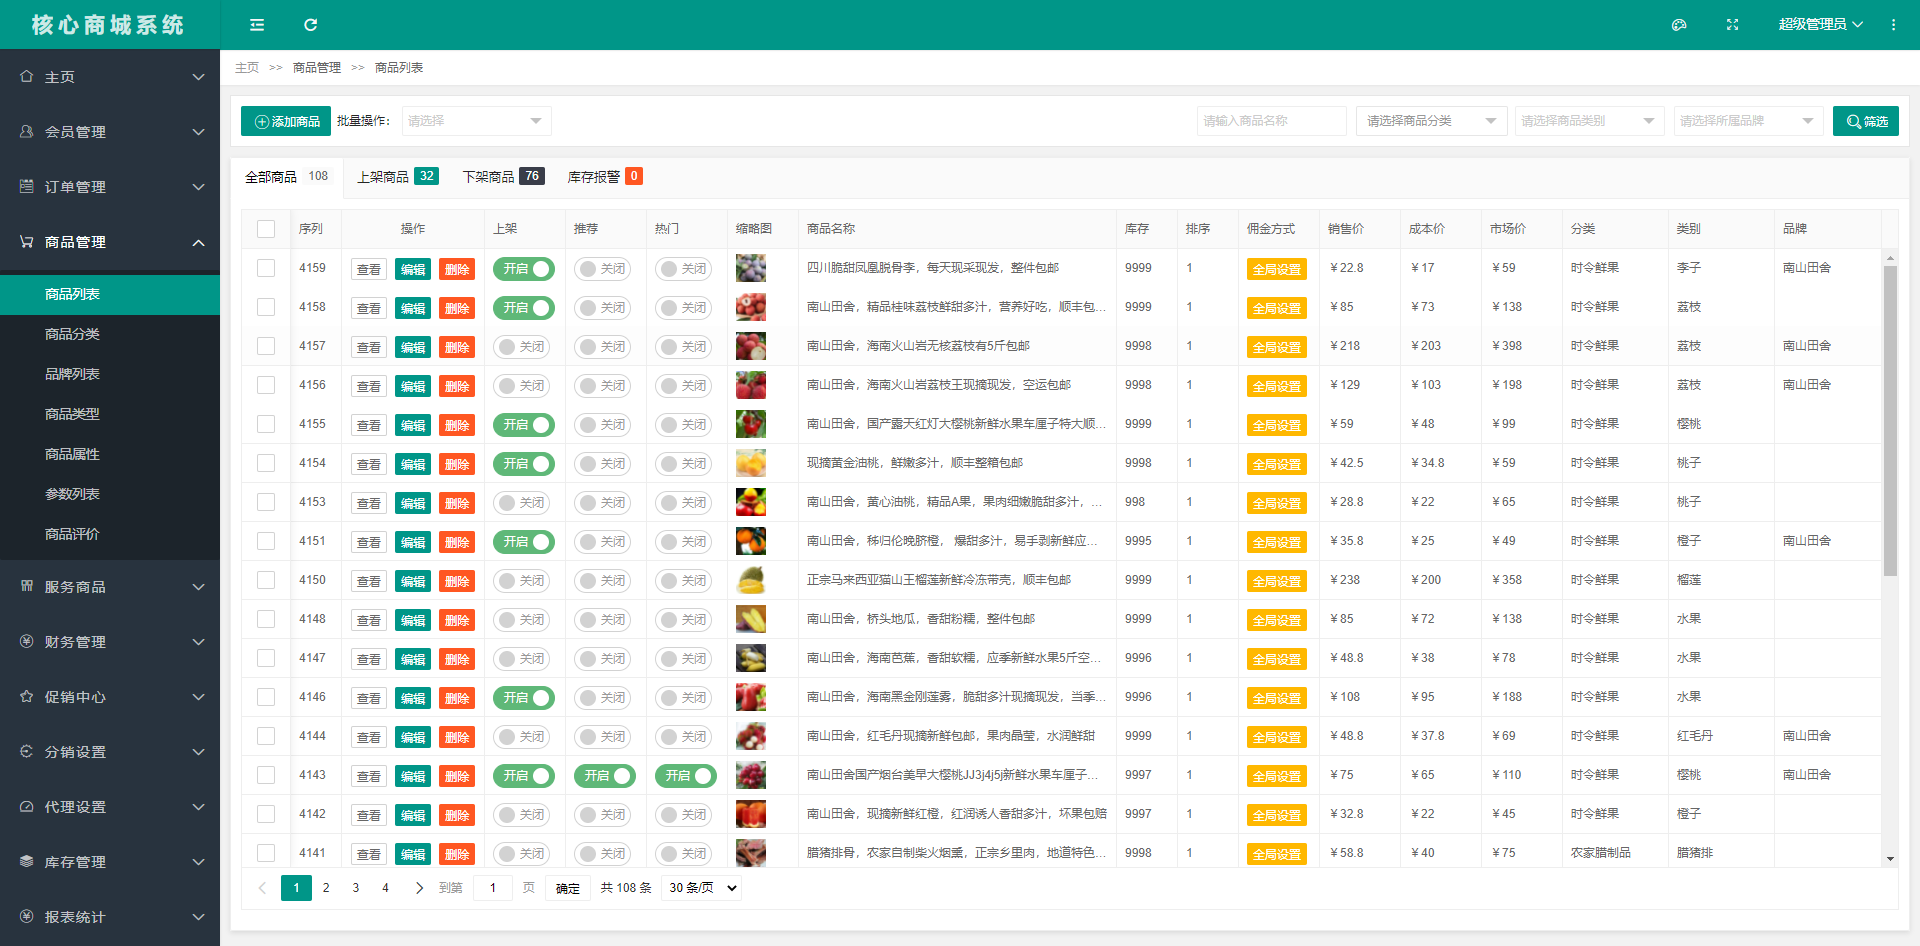 核心商城系统
超级管理员
主页
会员管理
订单管理
商品管理
商品列表
商品分类
品牌列表
商品类型
商品属性
参数列表
商品评价
服务商品
财务管理
促销中心
分销设置
代理设置
库存管理
报表统计
主页 >> 商品管理 >> 商品列表
添加商品 批量操作： 请选择 请输入商品名称 请选择商品分类 请选择商品类别 请选择所属品牌 筛选
全部商品 108 上架商品 32 下架商品 76 库存报警 0
序列 操作 上架 推荐 热门 缩略图 商品名称 库存 排序 佣金方式 销售价 成本价 市场价 分类 类别 品牌
4159 查看 编辑 删除 开启 关闭 关闭 四川脆甜凤凰脱骨李，每天现采现发，整件包邮 9999 1 全局设置 ¥22.8 ¥17 ¥59 时令鲜果 李子 南山田舍
4158 查看 编辑 删除 开启 关闭 关闭 南山田舍，精品桂味荔枝鲜甜多汁，营养好吃，顺丰包... 9999 1 全局设置 ¥85 ¥73 ¥138 时令鲜果 荔枝
4157 查看 编辑 删除 关闭 关闭 关闭 南山田舍，海南火山岩无核荔枝有5斤包邮 9998 1 全局设置 ¥218 ¥203 ¥398 时令鲜果 荔枝 南山田舍
4156 查看 编辑 删除 关闭 关闭 关闭 南山田舍，海南火山岩荔枝王现摘现发，空运包邮 9998 1 全局设置 ¥129 ¥103 ¥198 时令鲜果 荔枝 南山田舍
4155 查看 编辑 删除 开启 关闭 关闭 南山田舍，国产露天红灯大樱桃新鲜水果车厘子特大顺... 9999 1 全局设置 ¥59 ¥48 ¥99 时令鲜果 樱桃
4154 查看 编辑 删除 开启 关闭 关闭 现摘黄金油桃，鲜嫩多汁，顺丰整箱包邮 9998 1 全局设置 ¥42.5 ¥34.8 ¥59 时令鲜果 桃子
4153 查看 编辑 删除 关闭 关闭 关闭 南山田舍，黄心油桃，精品A果，果肉细嫩脆甜多汁，... 998 1 全局设置 ¥28.8 ¥22 ¥65 时令鲜果 桃子
4151 查看 编辑 删除 开启 关闭 关闭 南山田舍，秭归伦晚脐橙， 爆甜多汁，易手剥新鲜应... 9995 1 全局设置 ¥35.8 ¥25 ¥49 时令鲜果 橙子 南山田舍
4150 查看 编辑 删除 关闭 关闭 关闭 正宗马来西亚猫山王榴莲新鲜冷冻带壳，顺丰包邮 9999 1 全局设置 ¥238 ¥200 ¥358 时令鲜果 榴莲
4148 查看 编辑 删除 关闭 关闭 关闭 南山田舍，桥头地瓜，香甜粉糯，整件包邮 9999 1 全局设置 ¥85 ¥72 ¥138 时令鲜果 水果
4147 查看 编辑 删除 关闭 关闭 关闭 南山田舍，海南芭蕉，香甜软糯，应季新鲜水果5斤空... 9996 1 全局设置 ¥48.8 ¥38 ¥78 时令鲜果 水果
4146 查看 编辑 删除 开启 关闭 关闭 南山田舍，海南黑金刚莲雾，脆甜多汁现摘现发，当季... 9996 1 全局设置 ¥108 ¥95 ¥188 时令鲜果 水果
4144 查看 编辑 删除 关闭 关闭 关闭 南山田舍，红毛丹现摘新鲜包邮，果肉晶莹，水润鲜甜 9999 1 全局设置 ¥48.8 ¥37.8 ¥69 时令鲜果 红毛丹 南山田舍
4143 查看 编辑 删除 开启 开启 开启 南山田舍国产烟台美早大樱桃JJ3j4j5j新鲜水果车厘子... 9997 1 全局设置 ¥75 ¥65 ¥110 时令鲜果 樱桃 南山田舍
4142 查看 编辑 删除 关闭 关闭 关闭 南山田舍，现摘新鲜红橙，红润诱人香甜多汁，坏果包赔 9997 1 全局设置 ¥32.8 ¥22 ¥45 时令鲜果 橙子
4141 查看 编辑 删除 关闭 关闭 关闭 腊猪排骨，农家自制柴火烟熏，正宗乡里肉，地道特色... 9998 1 全局设置 ¥58.8 ¥40 ¥75 农家腊制品 腊猪排
1 2 3 4 到第 1 页 确定 共 108 条 30 条/页